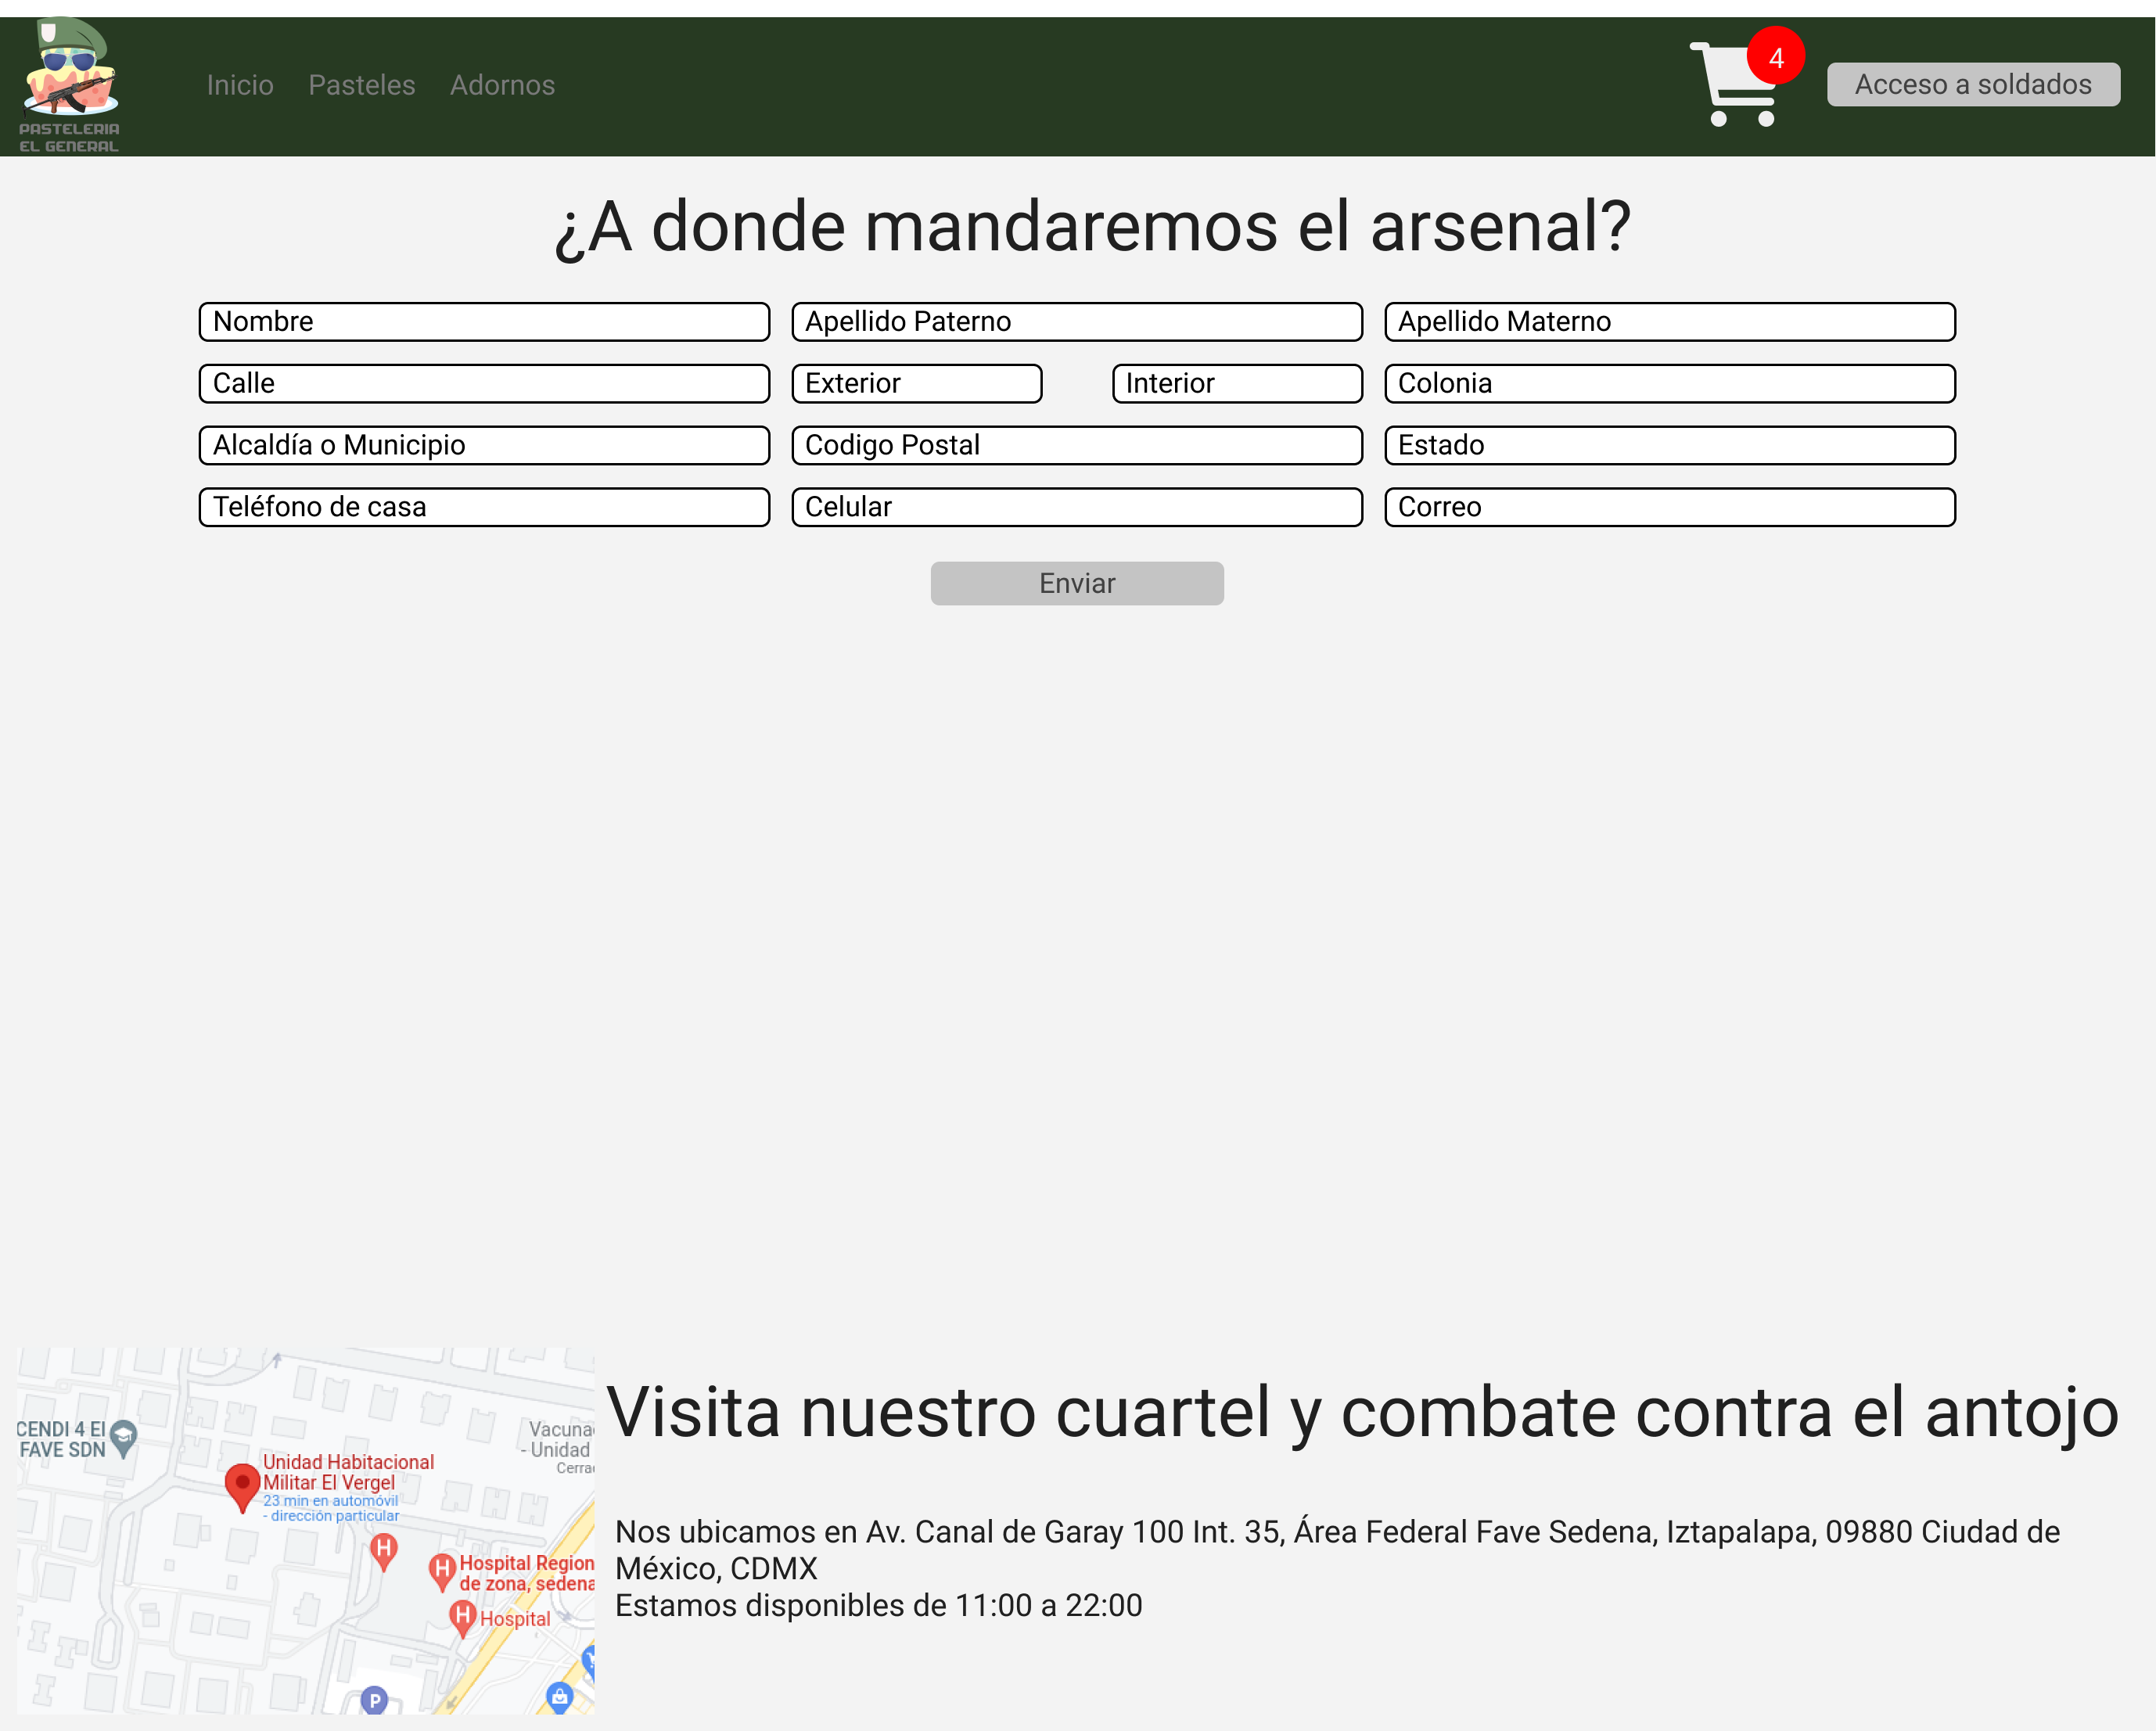 PASTELERIA
EL GENERAL
Inicio Pasteles Adornos
4
Acceso a soldados
¿A donde mandaremos el arsenal?
Nombre Apellido Paterno Apellido Materno
Calle Exterior Interior Colonia
Alcaldía o Municipio Codigo Postal Estado
Teléfono de casa Celular Correo
Enviar
CENDI 4 El
FAVE SDN
Unidad Habitacional
Militar El Vergel
23 min en automóvil
- dirección particular
- Unidad
H
H
Hospital Region
de zona, sedena
H Hospital
P
Visita nuestro cuartel y combate contra el antojo
Nos ubicamos en Av. Canal de Garay 100 Int. 35, Área Federal Fave Sedena, Iztapalapa, 09880 Ciudad de
México, CDMX
Estamos disponibles de 11:00 a 22:00